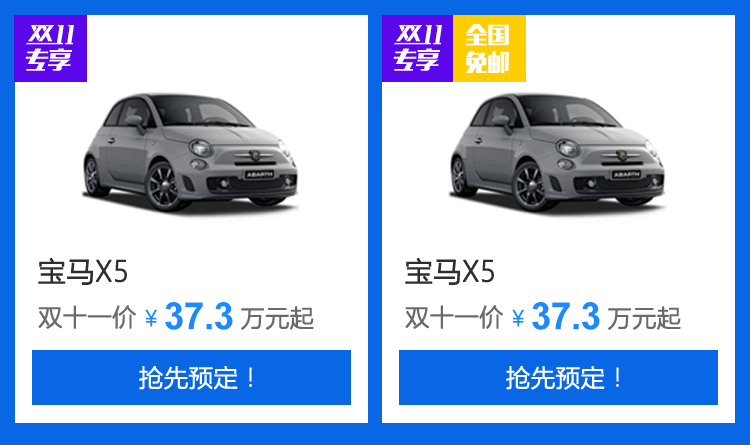 双11
专享
ABARTH
宝马X5
双十一价 ¥ 37.3 万元起
抢先预定！
双11
专享
全国
免邮
ABARTH
宝马X5
双十一价 ¥ 37.3 万元起
抢先预定！